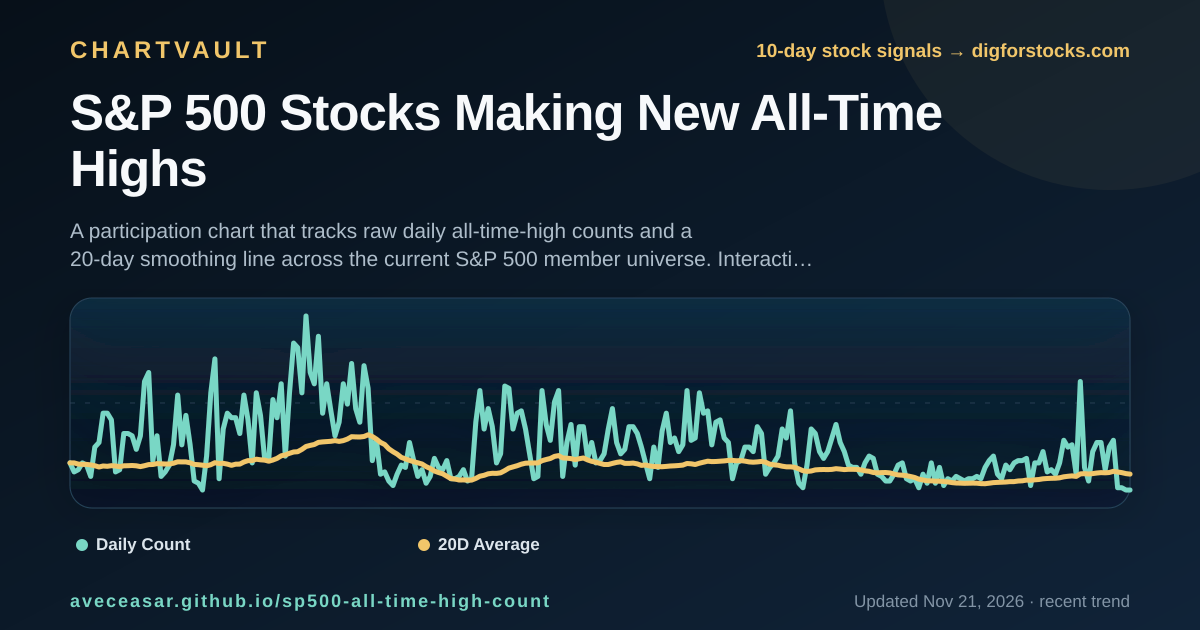 CHARTVAULT
10-day stock signals → digforstocks.com
S&P 500 Stocks Making New All-Time
Highs
A participation chart that tracks raw daily all-time-high counts and a
20-day smoothing line across the current S&P 500 member universe. Interacti…
Daily Count
20D Average
aveceasar.github.io/sp500-all-time-high-count
Updated Nov 21, 2026 · recent trend